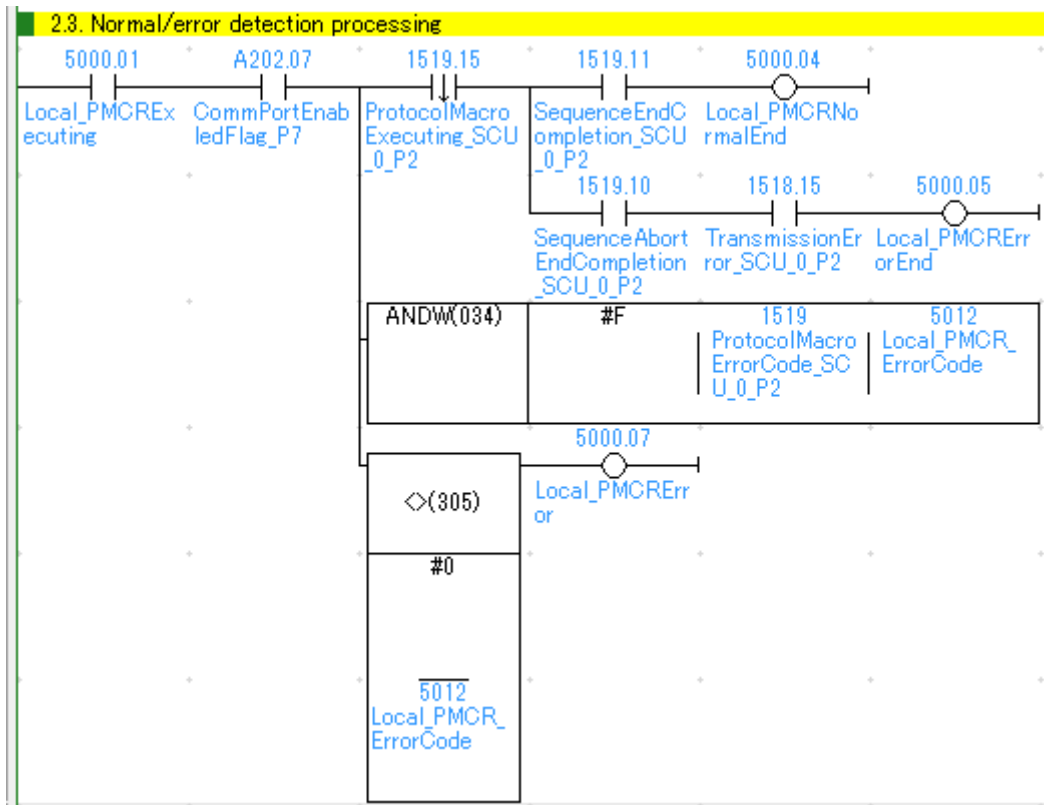 2.3. Normal/error detection processing
5000.01 A202.07 1519.15 1519.11 5000.04
Local_PMCREx CommPortEnab ProtocolMacro SequenceEndC Local_PMCRNo
ecuting ledFlag_P7 Executing_SCU ompletion_SCU rmalEnd
_0_P2 _0_P2
1519.10 1518.15 5000.05
SequenceAbort TransmissionEr Local_PMCRErr
EndCompletion ror_SCU_0_P2 orEnd
_SCU_0_P2
ANDW(034) #F 1519 5012
ProtocolMacro Local_PMCR_
ErrorCode_SC ErrorCode
U_0_P2
5000.07
Local_PMCRErr
or
<>(305)
#0
5012
Local_PMCR_
ErrorCode